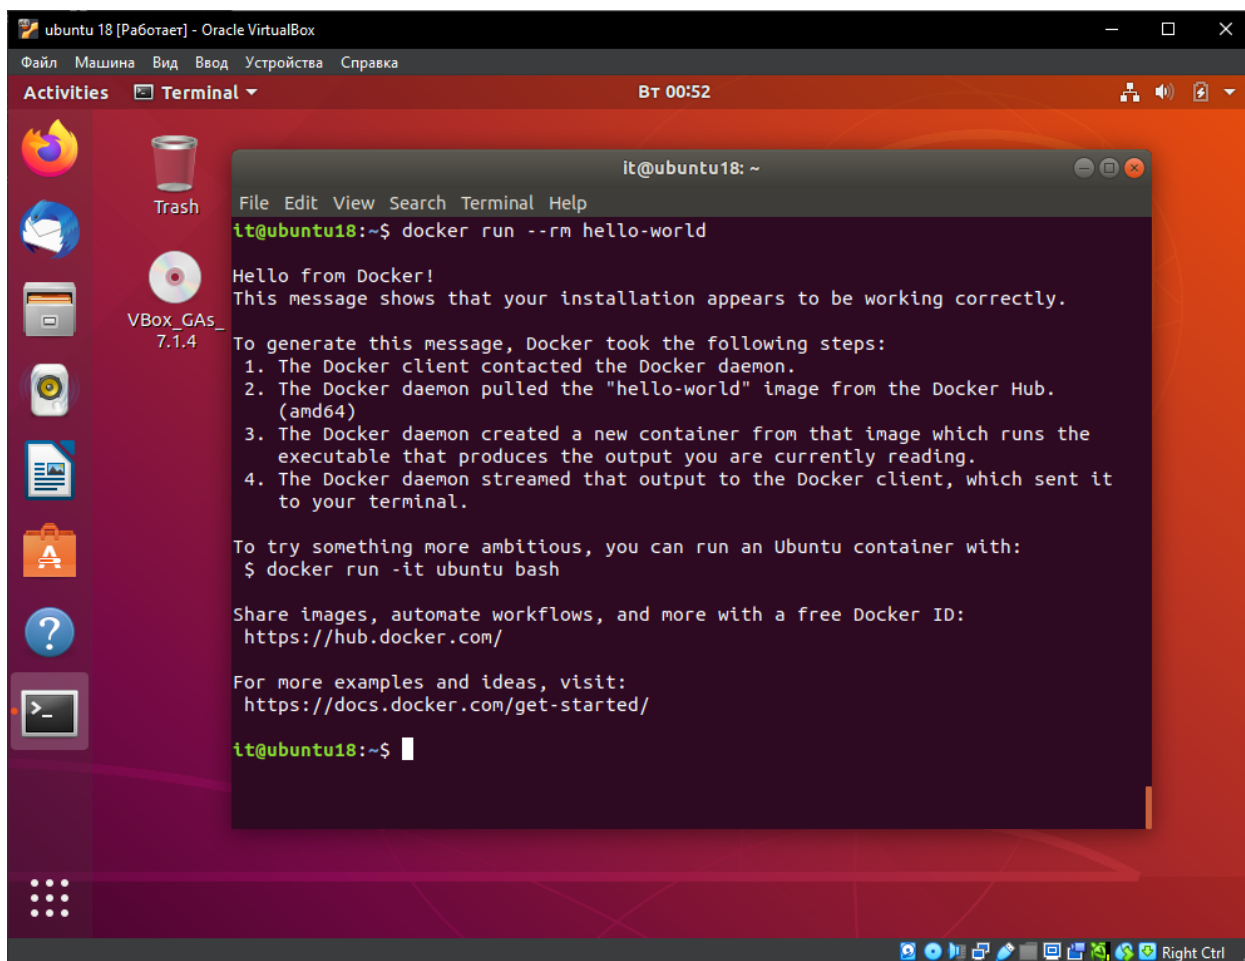 ubuntu 18 [Работает] - Oracle VirtualBox
Файл Машина Вид Ввод Устройства Справка
Activities Terminal Вт 00:52
it@ubuntu18: ~
Trash
File Edit View Search Terminal Help
it@ubuntu18:~$ docker run --rm hello-world
Hello from Docker!
This message shows that your installation appears to be working correctly.
VBox_GAs_
7.1.4
To generate this message, Docker took the following steps:
1. The Docker client contacted the Docker daemon.
2. The Docker daemon pulled the "hello-world" image from the Docker Hub.
(amd64)
3. The Docker daemon created a new container from that image which runs the
executable that produces the output you are currently reading.
4. The Docker daemon streamed that output to the Docker client, which sent it
to your terminal.
To try something more ambitious, you can run an Ubuntu container with:
$ docker run -it ubuntu bash
Share images, automate workflows, and more with a free Docker ID:
https://hub.docker.com/
For more examples and ideas, visit:
https://docs.docker.com/get-started/
it@ubuntu18:~$
Right Ctrl